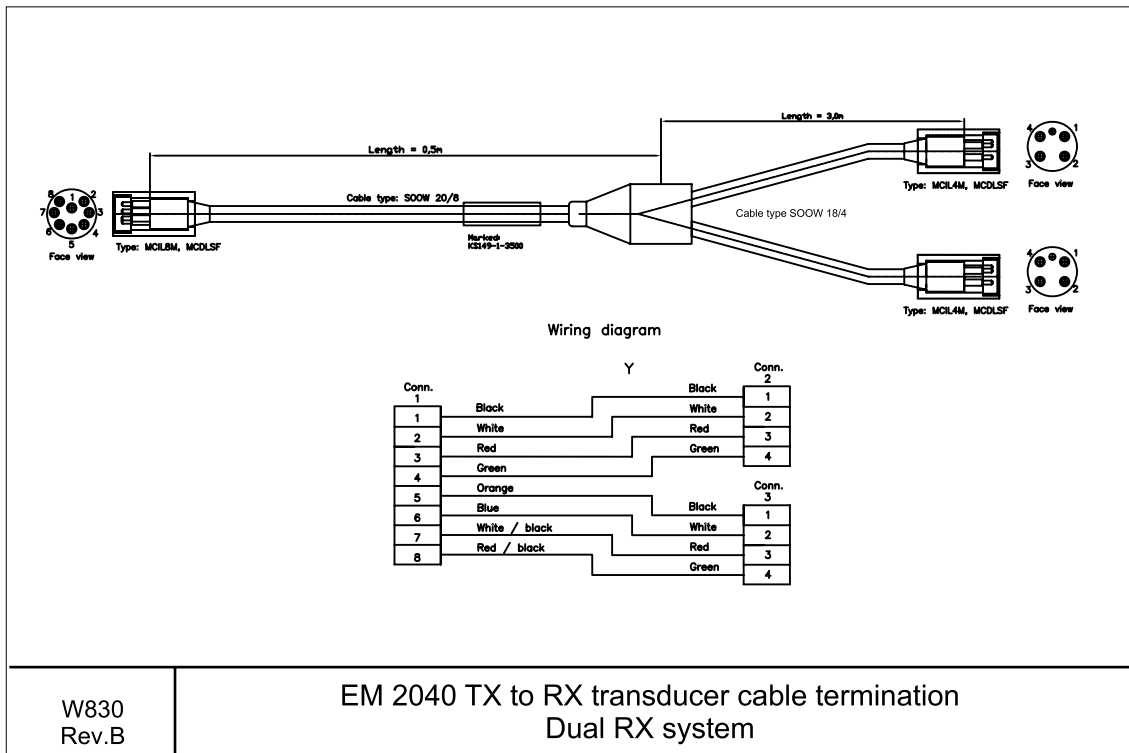 Length = 3,0m
Length = 0,5m
4 1
3 2
Face view
Type: MCIL4M, MCDLSF
Cable type: SOOW 20/8
Cable type SOOW 18/4
8 1 2
7 3
6 4
5
Face view
Type: MCIL8M, MCDLSF
Marked:
KS149-1-3500
4 1
3 2
Face view
Type: MCIL4M, MCDLSF
Wiring diagram
Y
Conn.
1
1 Black
2 White
3 Red
4 Green
5 Orange
6 Blue
7 White / black
8 Red / black
Conn.
2
Black 1
White 2
Red 3
Green 4
Conn.
3
Black 1
White 2
Red 3
Green 4
W830
Rev.B
EM 2040 TX to RX transducer cable termination
Dual RX system